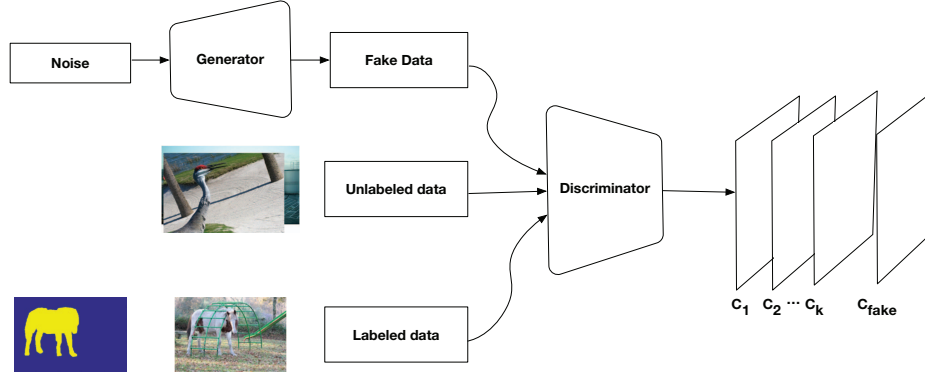 Noise
Generator
Fake Data
Unlabeled data
Discriminator
Labeled data
C1 C2 ... Ck Cfake